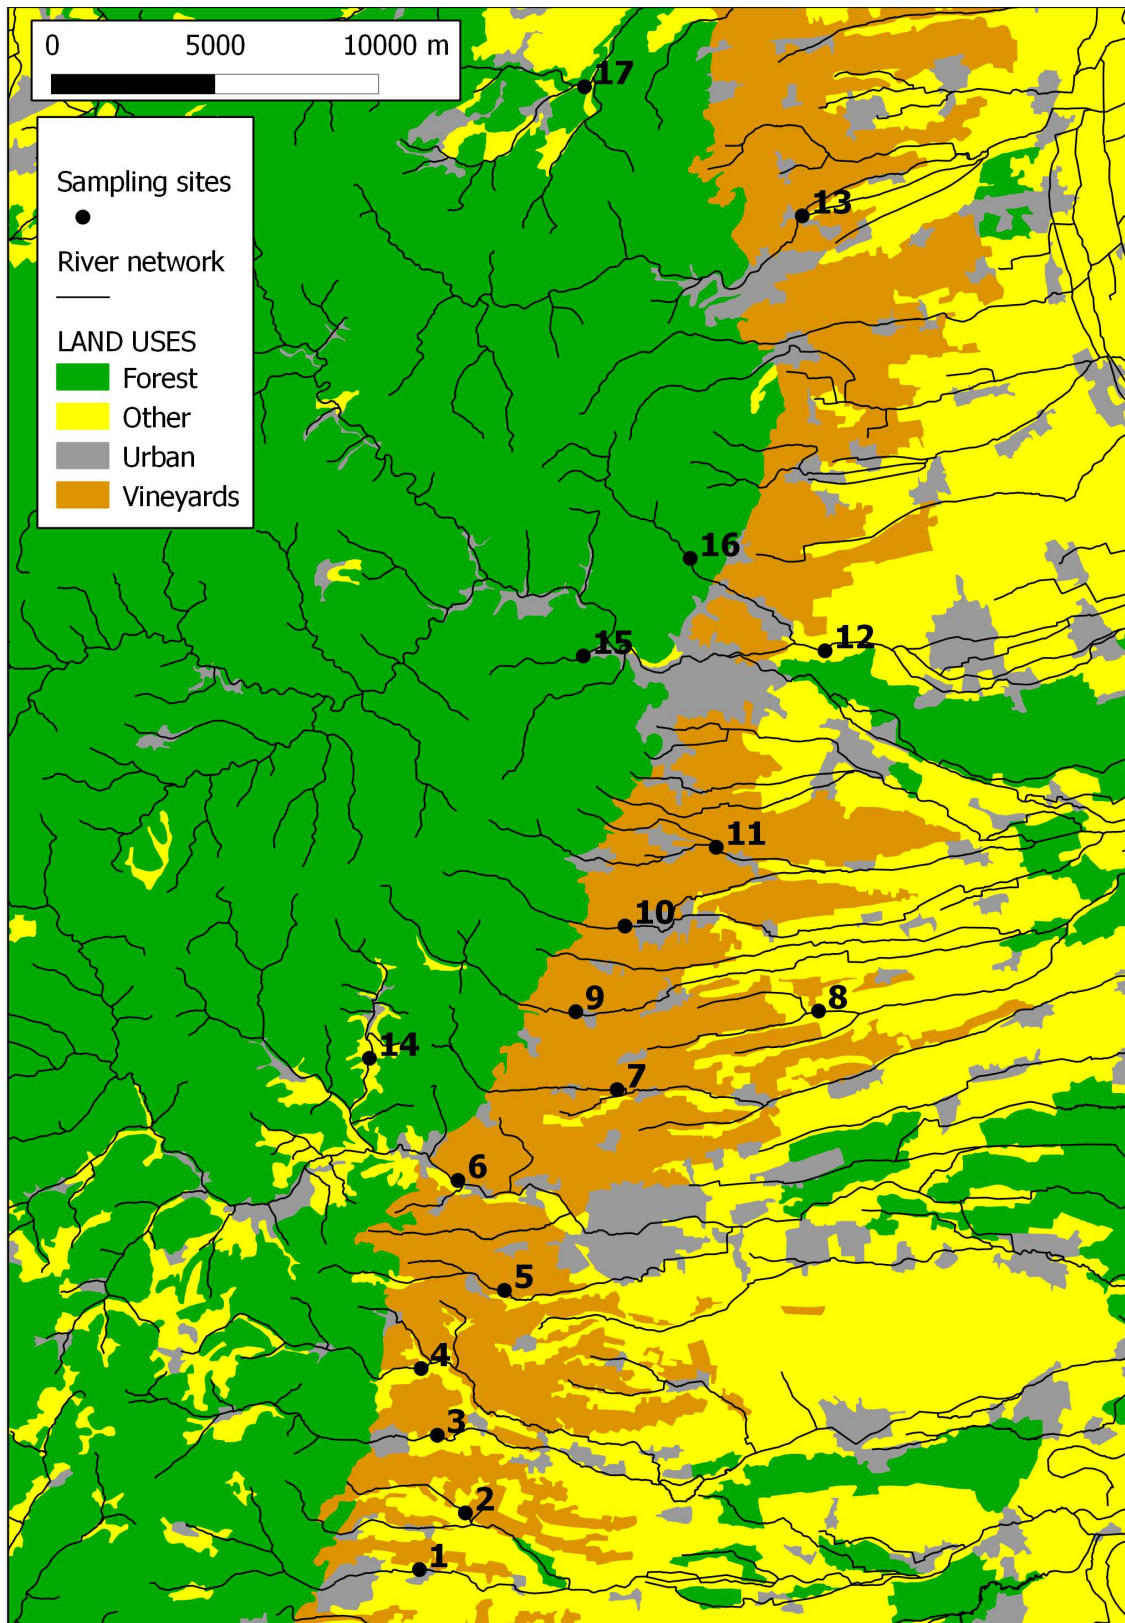 0 5000 10000 m
Sampling sites
River network
LAND USES
Forest
Other
Urban
Vineyards
17
13
16
12
15
11
10
9
8
14
7
6
5
4
3
2
1